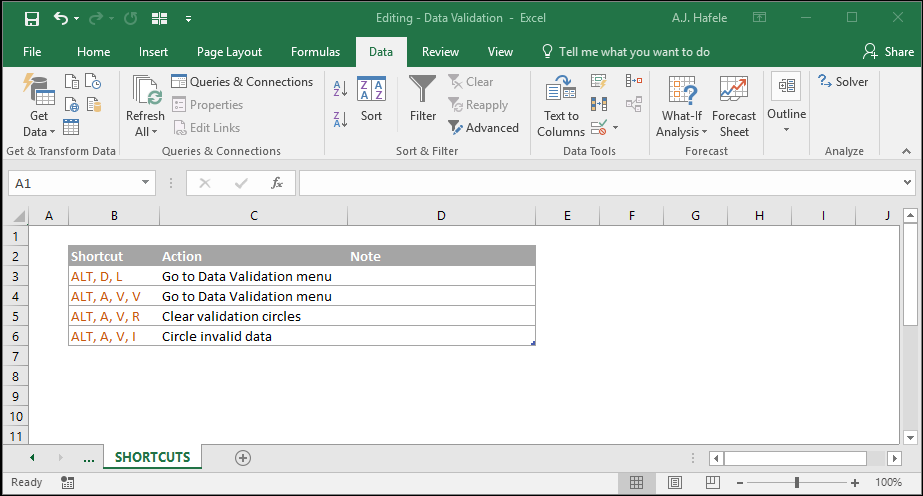 Editing - Data Validation - Excel
A.J. Hafele
File Home Insert Page Layout Formulas Data Review View Tell me what you want to do Share
Get Data
Refresh All
Queries & Connections
Properties
Edit Links
A Z
Z A
Z A A Z
Sort
Filter
Clear
Reapply
Advanced
Text to Columns
What-If Analysis
Forecast Sheet
Outline
Solver
Get & Transform Data Queries & Connections Sort & Filter Data Tools Forecast Analyze
A1 fx
A B C D E F G H I J
1
2 Shortcut Action Note
3 ALT, D, L Go to Data Validation menu
4 ALT, A, V, V Go to Data Validation menu
5 ALT, A, V, R Clear validation circles
6 ALT, A, V, I Circle invalid data
7
8
9
10
11
... SHORTCUTS
Ready 100%